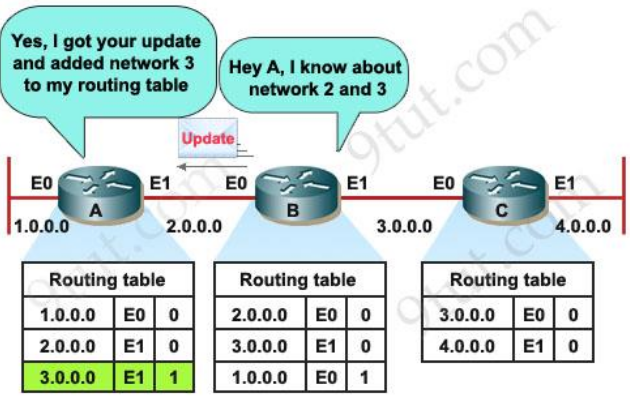 Yes, I got your update
and added network 3
to my routing table
Hey A, I know about
network 2 and 3
Update
E0 A E1 E0 B E1 E0 C E1
1.0.0.0 2.0.0.0 3.0.0.0 4.0.0.0
Routing table
1.0.0.0 E0 0
2.0.0.0 E1 0
3.0.0.0 E1 1
Routing table
2.0.0.0 E0 0
3.0.0.0 E1 0
1.0.0.0 E0 1
Routing table
3.0.0.0 E0 0
4.0.0.0 E1 0
9tut.com
9tut.com
9tut.com